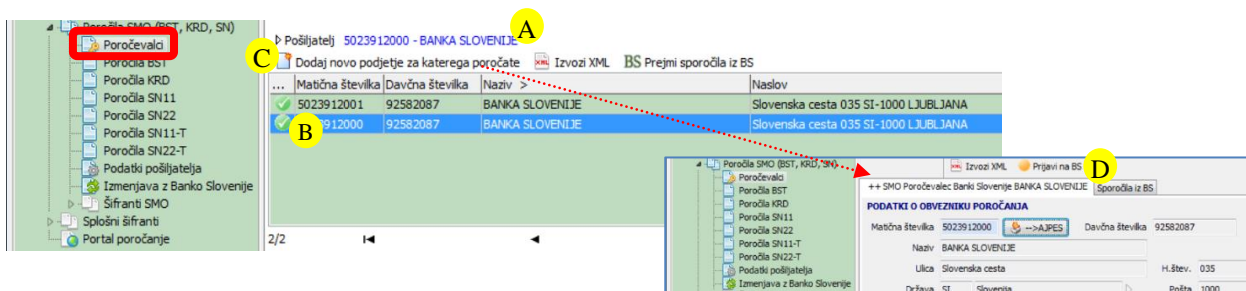 Poročila SMO (BST, KRD, SN)
Poročevalci
Poročila BST
Poročila KRD
Poročila SN11
Poročila SN22
Poročila SN11-T
Poročila SN22-T
Podatki pošiljatelja
Izmenjava z Banko Slovenije
Šifranti SMO
Splošni šifranti
Portal poročanje
A
Pošiljatelj 5023912000 - BANKA SLOVENIJE
C
Dodaj novo podjetje za katerega poročate Izvozi XML BS Prejmi sporočila iz BS
... Matična številka Davčna številka Naziv > Naslov
5023912001 92582087 BANKA SLOVENIJE Slovenska cesta 035 SI-1000 LJUBLJANA
B 3912000 92582087 BANKA SLOVENIJE Slovenska cesta 035 SI-1000 LJUBLJANA
2/2
Poročila SMO (BST, KRD, SN)
Poročevalci
Poročila BST
Poročila KRD
Poročila SN11
Poročila SN22
Poročila SN11-T
Poročila SN22-T
Podatki pošiljatelja
Izmenjava z Banko Slovenije
Izvozi XML Prijavi na BS D
++ SMO Poročevalec Banki Slovenije BANKA SLOVENIJE Sporočila iz BS
PODATKI O OBVEZNIKU POROČANJA
Matična številka 5023912000 -->AJPES Davčna številka 92582087
Naziv BANKA SLOVENIJE
Ulica Slovenska cesta H.štev. 035
Država SI Slovenija Pošta 1000